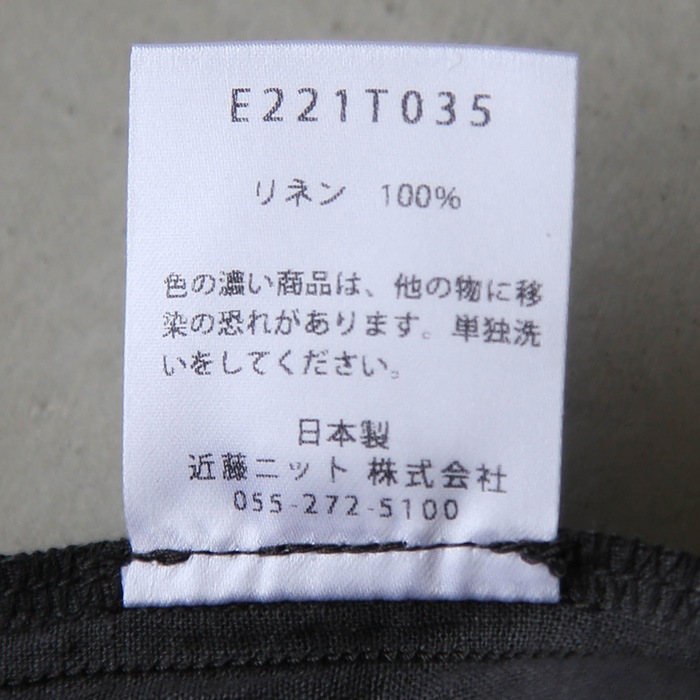 E221T035
リネン　100%
色の濃い商品は、他の物に移
染の恐れがあります。単独洗
いをしてください。
日本製
近藤ニット 株式会社
055-272-5100